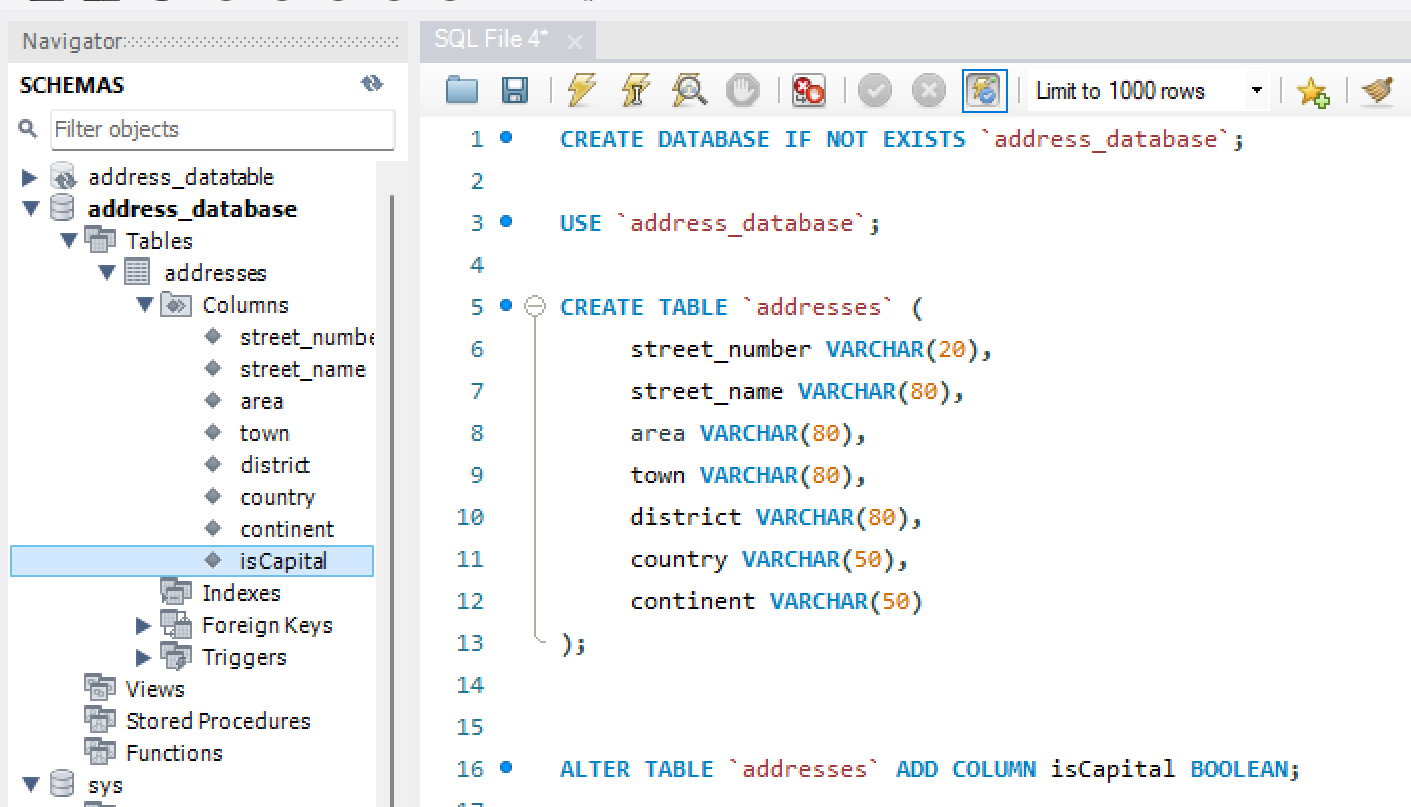 Navigator
SCHEMAS
Filter objects
address_datatable
address_database
Tables
addresses
Columns
street_numbe
street_name
area
town
district
country
continent
isCapital
Indexes
Foreign Keys
Triggers
Views
Stored Procedures
Functions
sys
SQL File 4*
Limit to 1000 rows
1 CREATE DATABASE IF NOT EXISTS `address_database`;
2
3 USE `address_database`;
4
5 CREATE TABLE `addresses` (
6 street_number VARCHAR(20),
7 street_name VARCHAR(80),
8 area VARCHAR(80),
9 town VARCHAR(80),
10 district VARCHAR(80),
11 country VARCHAR(50),
12 continent VARCHAR(50)
13 );
14
15
16 ALTER TABLE `addresses` ADD COLUMN isCapital BOOLEAN;